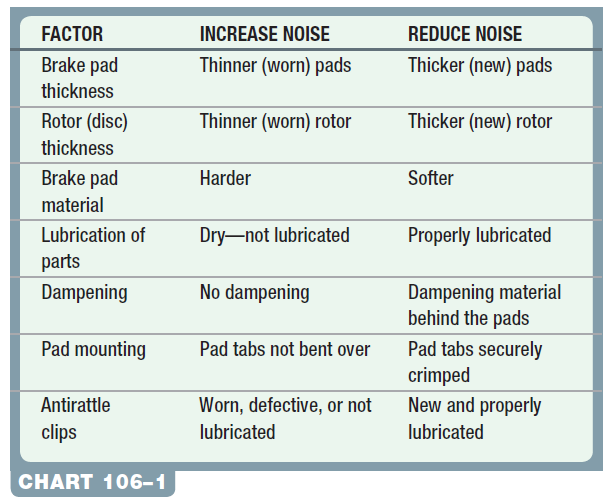 FACTOR INCREASE NOISE REDUCE NOISE
Brake pad Thinner (worn) pads Thicker (new) pads
thickness
Rotor (disc) Thinner (worn) rotor Thicker (new) rotor
thickness
Brake pad Harder Softer
material
Lubrication of Dry—not lubricated Properly lubricated
parts
Dampening No dampening Dampening material
behind the pads
Pad mounting Pad tabs not bent over Pad tabs securely
crimped
Antirattle Worn, defective, or not New and properly
clips lubricated lubricated
CHART 106–1